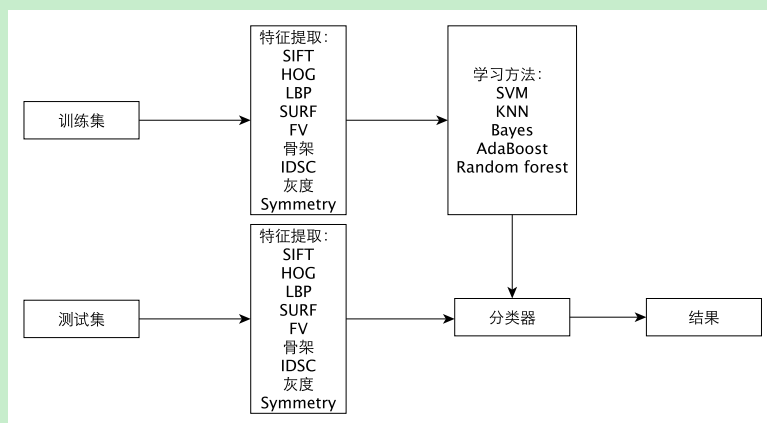 训练集
特征提取：
SIFT
HOG
LBP
SURF
FV
骨架
IDSC
灰度
Symmetry
学习方法：
SVM
KNN
Bayes
AdaBoost
Random forest
测试集
特征提取：
SIFT
HOG
LBP
SURF
FV
骨架
IDSC
灰度
Symmetry
分类器
结果